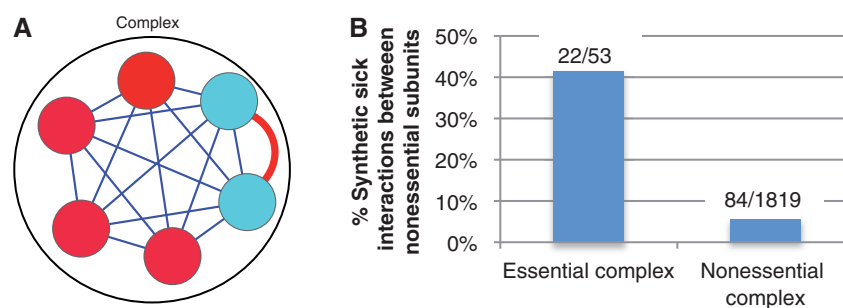 A
Complex
B
% Synthetic sick
interactions betweeen
nonessential subunits
50%
40%
30%
20%
10%
0%
22/53
84/1819
Essential complex
Nonessential
complex